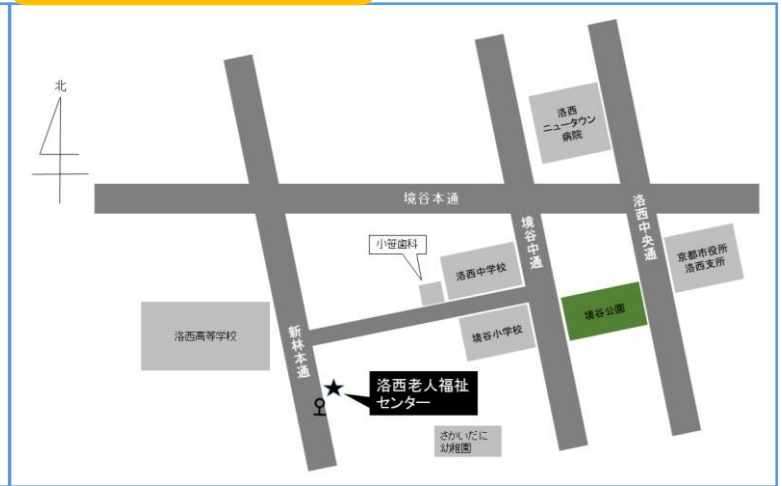 北
洛西
ニュータウン
病院
境谷本通
洛西中央通
境谷中通
小笹歯科
洛西中学校
京都市役所
洛西支所
境谷公園
洛西高等学校
新林本通
境谷小学校
洛西老人福祉
センター
さかいだに
幼稚園